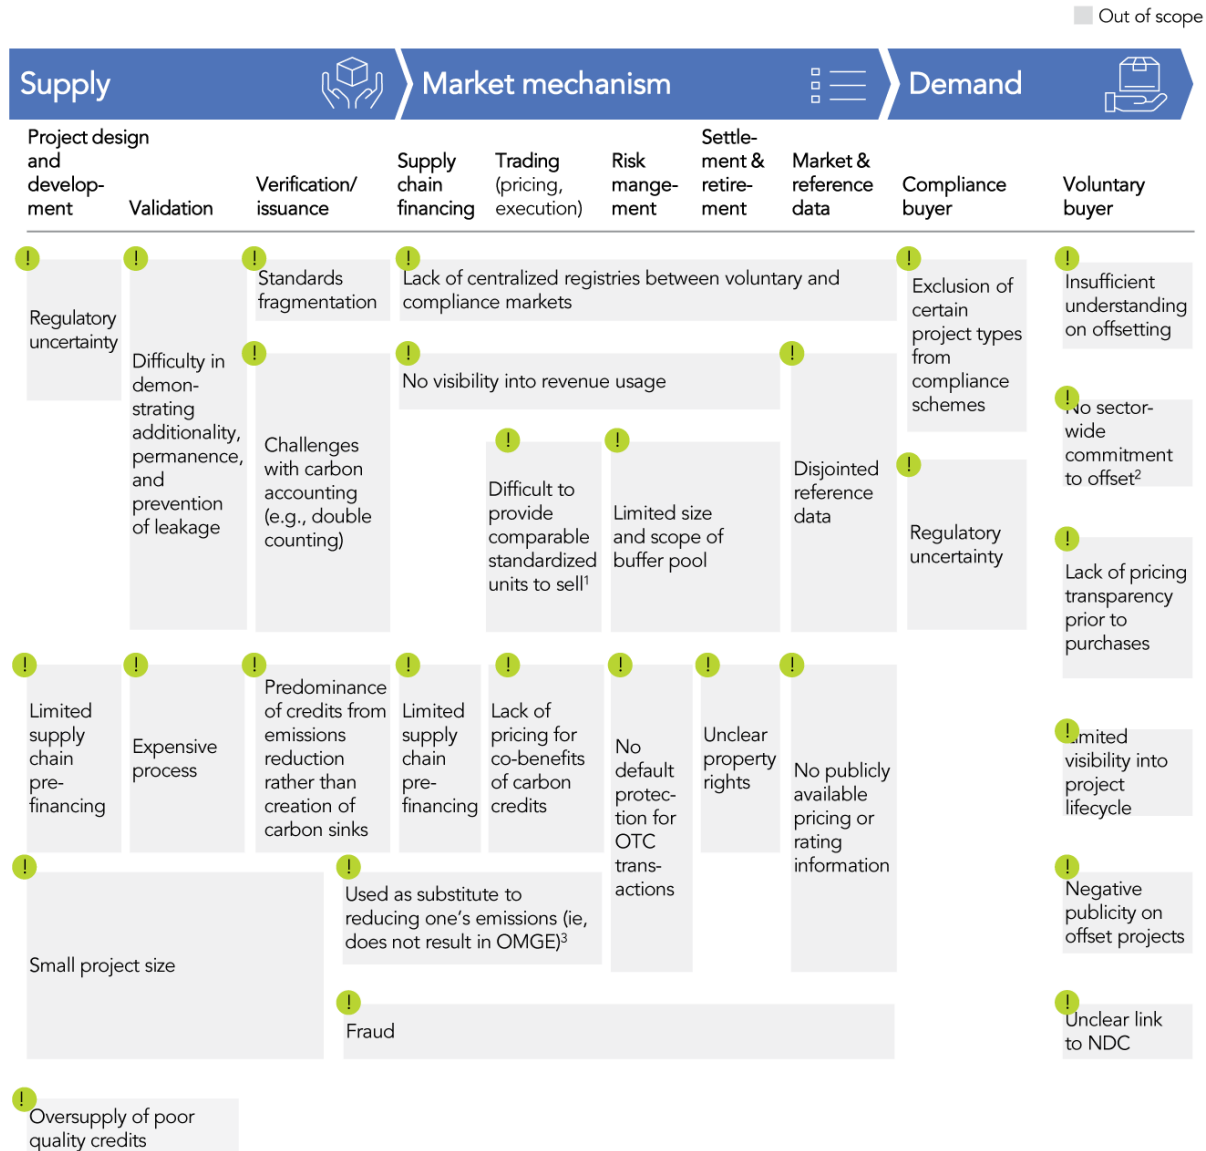 Out of scope
Supply
Market mechanism
Demand
Project design
and
develop-
ment
Validation
Verification/
issuance
Supply
chain
financing
Trading
(pricing,
execution)
Risk
mange-
ment
Settle-
ment &
retire-
ment
Market &
reference
data
Compliance
buyer
Voluntary
buyer
!
Regulatory
uncertainty
!
Difficulty in
demon-
strating
additionality,
permanence,
and
prevention
of leakage
!
Standards
fragmentation
!
Lack of centralized registries between voluntary and
compliance markets
!
Exclusion of
certain
project types
from
compliance
schemes
!
Insufficient
understanding
on offsetting
!
Challenges
with carbon
accounting
(e.g., double
counting)
!
No visibility into revenue usage
!
Disjointed
reference
data
!
No sector-
wide
commitment
to offset2
!
Difficult to
provide
comparable
standardized
units to sell1
!
Limited size
and scope of
buffer pool
!
Regulatory
uncertainty
!
Lack of pricing
transparency
prior to
purchases
!
Limited
supply
chain
pre-
financing
!
Expensive
process
!
Predominance
of credits from
emissions
reduction
rather than
creation of
carbon sinks
!
Limited
supply
chain
pre-
financing
!
Lack of
pricing for
co-benefits
of carbon
credits
!
No
default
protec-
tion for
OTC
trans-
actions
!
Unclear
property
rights
!
No publicly
available
pricing or
rating
information
!
Limited
visibility into
project
lifecycle
!
Small project size
!
Used as substitute to
reducing one’s emissions (ie,
does not result in OMGE)3
!
Negative
publicity on
offset projects
!
Fraud
!
Unclear link
to NDC
!
Oversupply of poor
quality credits